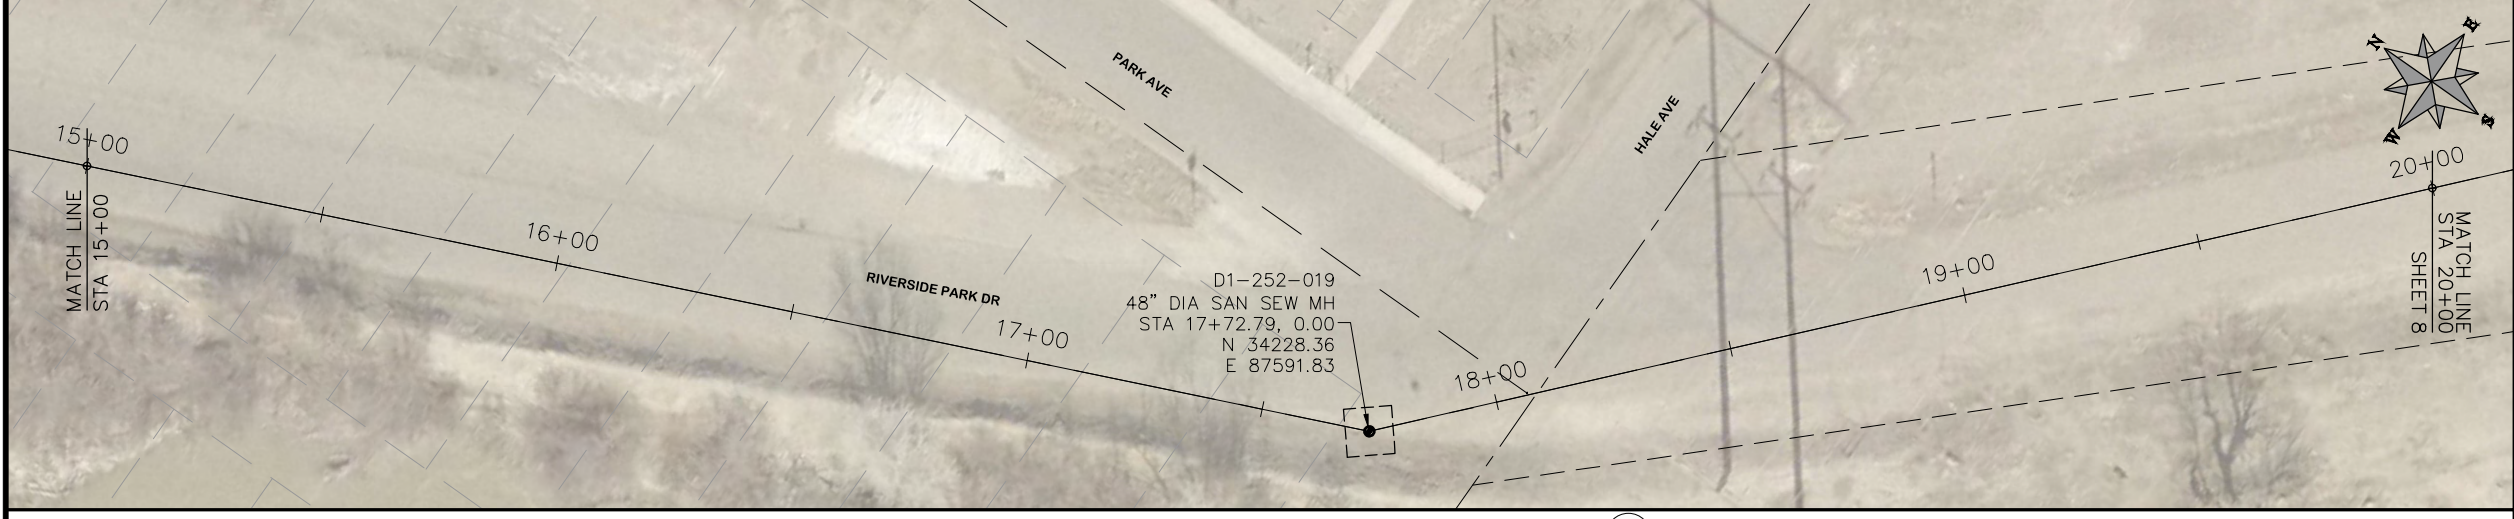 PARK AVE
HALE AVE
N
E
W
S
15+00
MATCH LINE
STA 15+00
16+00
RIVERSIDE PARK DR
17+00
D1-252-019
48" DIA SAN SEW MH
STA 17+72.79, 0.00
N 34228.36
E 87591.83
18+00
19+00
20+00
MATCH LINE
STA 20+00
SHEET 8